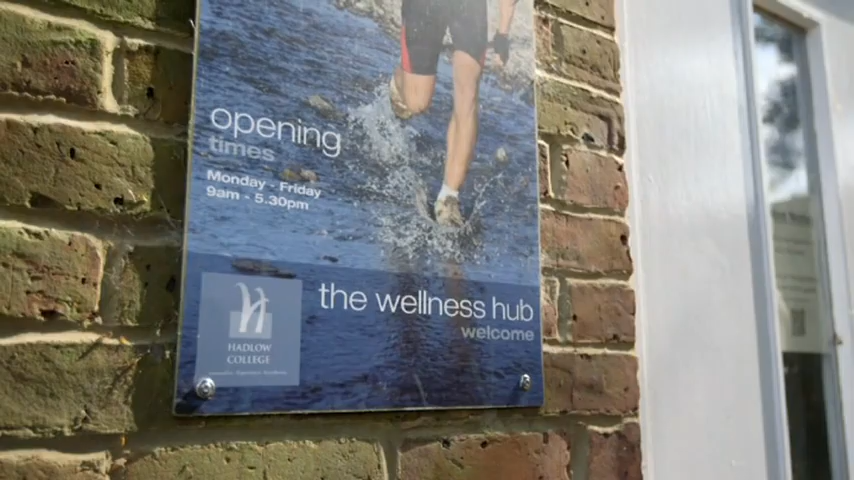 opening
times
Monday - Friday
9am - 5.30pm
the wellness hub
welcome
HADLOW
COLLEGE